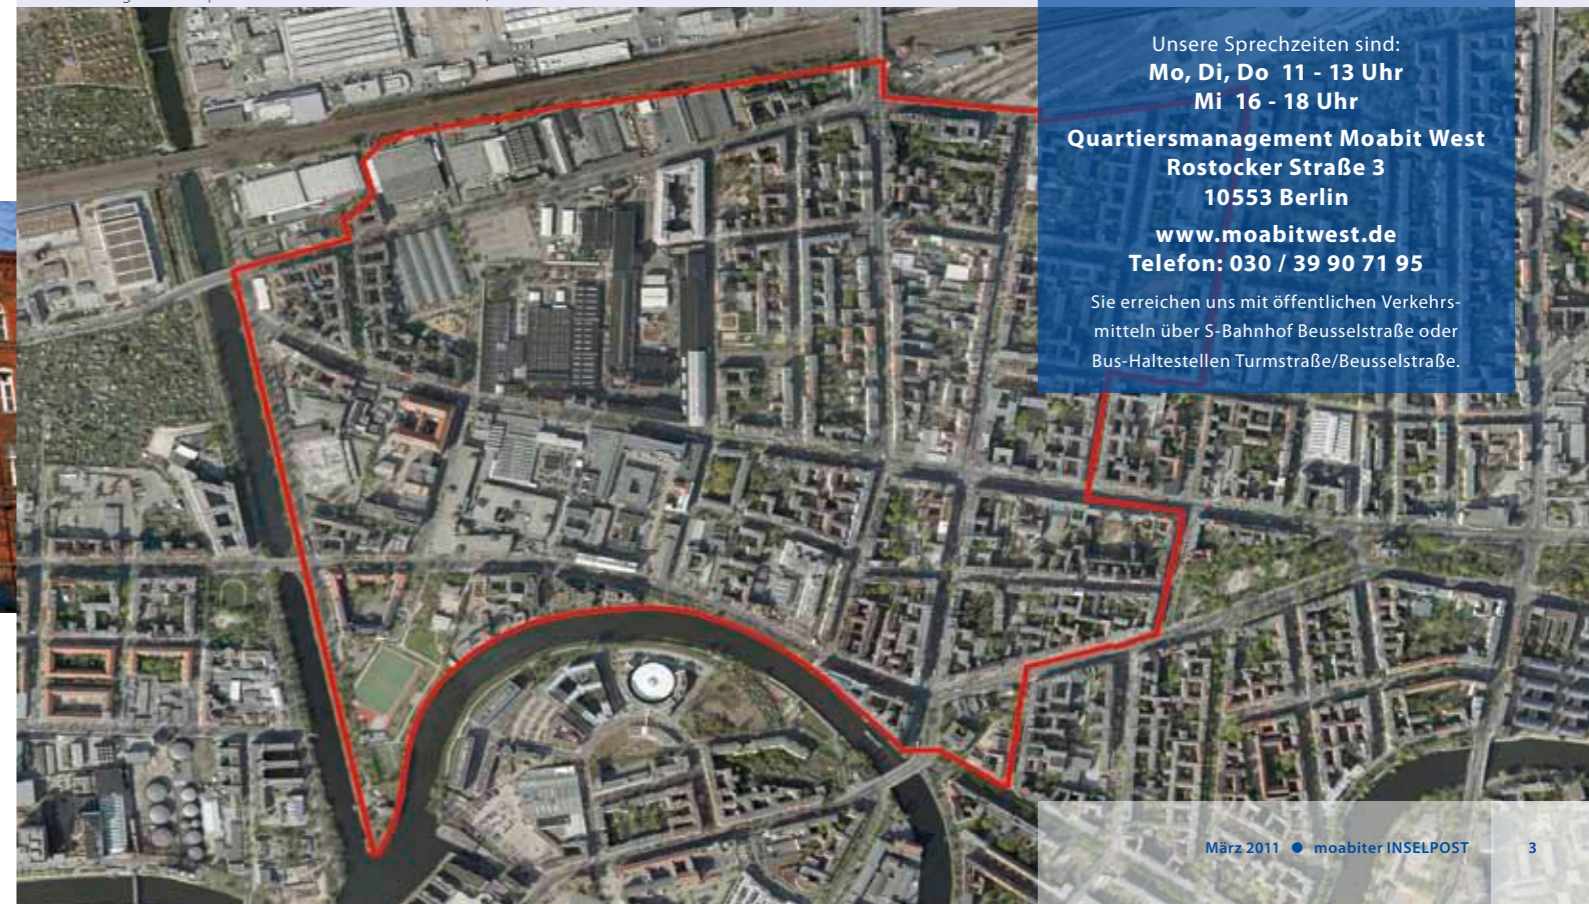 Unsere Sprechzeiten sind:
Mo, Di, Do 11 - 13 Uhr
Mi 16 - 18 Uhr
Quartiersmanagement Moabit West
Rostocker Straße 3
10553 Berlin
www.moabitwest.de
Telefon: 030 / 39 90 71 95
Sie erreichen uns mit öffentlichen Verkehrs-
mitteln über S-Bahnhof Beusselstraße oder
Bus-Haltestellen Turmstraße/Beusselstraße.
März 2011 ● moabiter INSELPOST 3